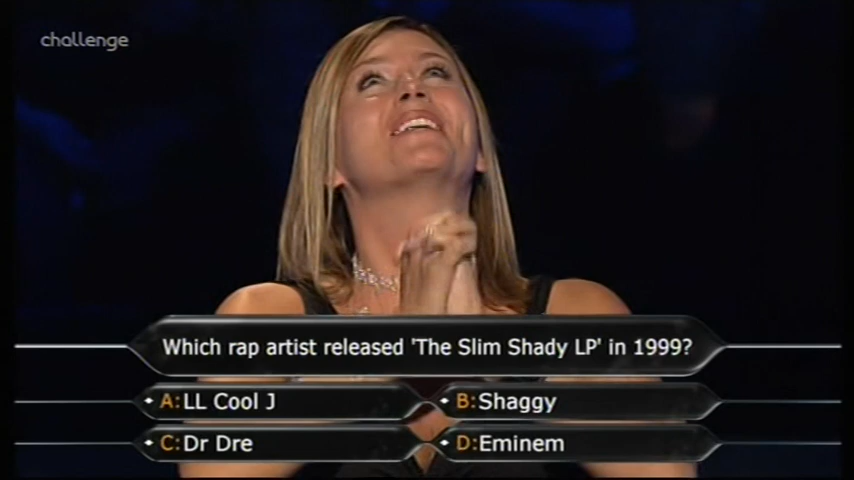 challenge
Which rap artist released 'The Slim Shady LP' in 1999?
A:LL Cool J
B:Shaggy
C:Dr Dre
D:Eminem